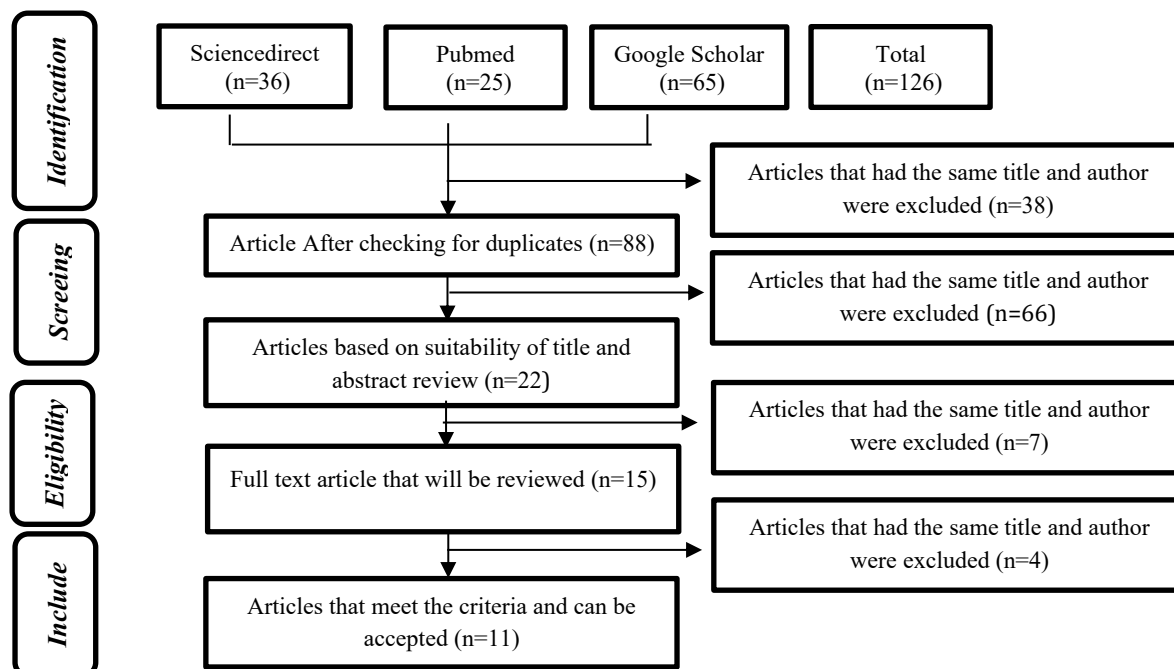 Identification
Sciencedirect
(n=36)
Pubmed
(n=25)
Google Scholar
(n=65)
Total
(n=126)
Articles that had the same title and author
were excluded (n=38)
Screeing
Article After checking for duplicates (n=88)
Articles that had the same title and author
were excluded (n=66)
Articles based on suitability of title and
abstract review (n=22)
Eligibility
Articles that had the same title and author
were excluded (n=7)
Full text article that will be reviewed (n=15)
Include
Articles that had the same title and author
were excluded (n=4)
Articles that meet the criteria and can be
accepted (n=11)